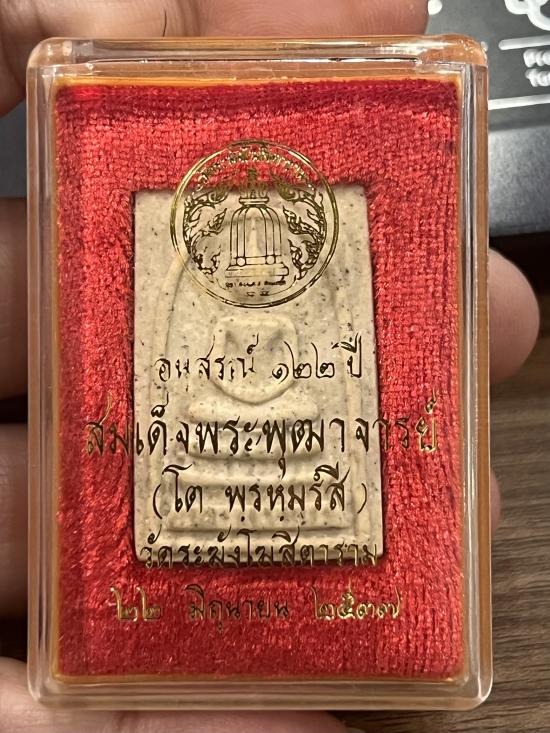 อนุสรณ์ ๑๒๒ ปี
สมเด็จพระพุฒาจารย์
(โต พรหมรํสี)
วัดระฆังโฆสิตาราม
๒๒ มิถุนายน ๒๕๓๗